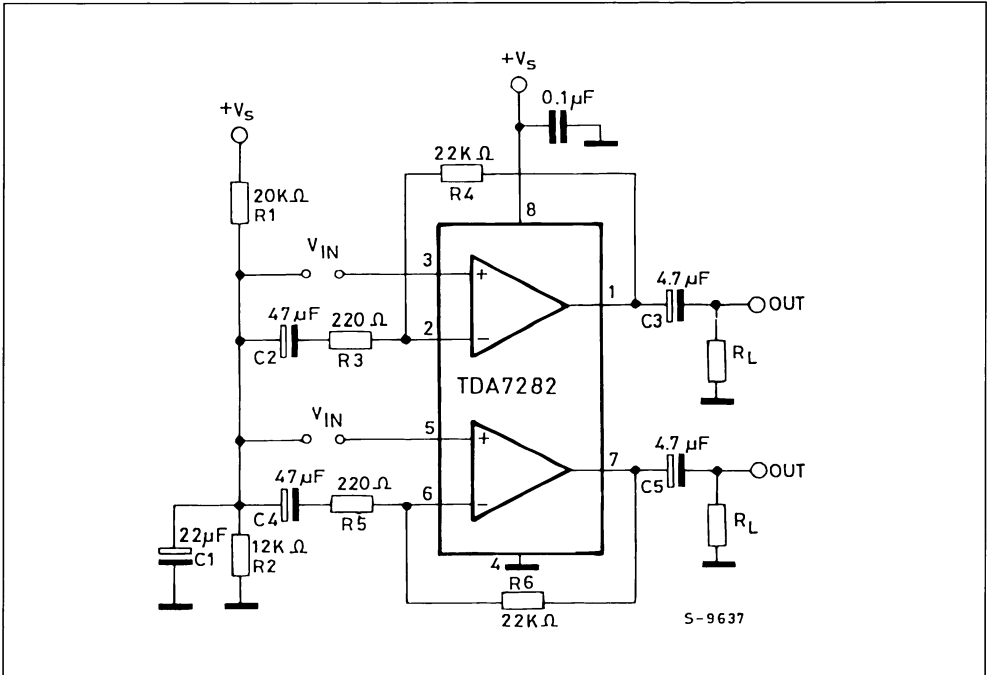 +Vs
0.1μF
+Vs
22KΩ
R4
20KΩ
R1
8
VIN
3
+
1
4.7μF
OUT
C3
47μF
220Ω
2
−
C2
R3
RL
TDA7282
VIN
5
+
7
4.7μF
OUT
C5
47μF
220Ω
6
−
C4
R5
RL
22μF
C1
12KΩ
R2
4
R6
22KΩ
S-9637